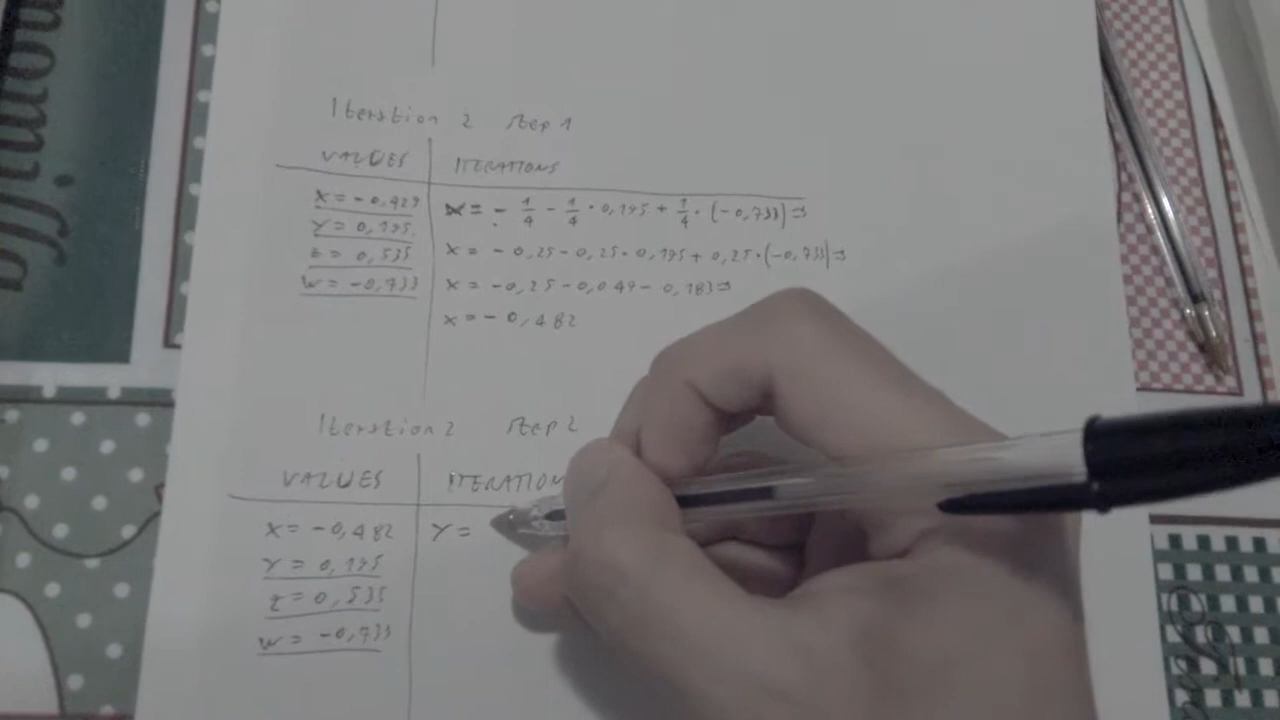 Iteration 2 Step 1
VALUES ITERATIONS
x = -0,429 x = - 1/4 - 1/4 · 0,195 + 1/4 · (-0,733) ⇒
Y = 0,195 x = -0,25 - 0,25 · 0,195 + 0,25 · (-0,733) ⇒
z = 0,535 x = -0,25 - 0,049 - 0,183 ⇒
w = -0,733 x = -0,482
Iteration 2 Step 2
VALUES ITERATION
x = -0,482 Y =
Y = 0,195
z = 0,535
w = -0,733